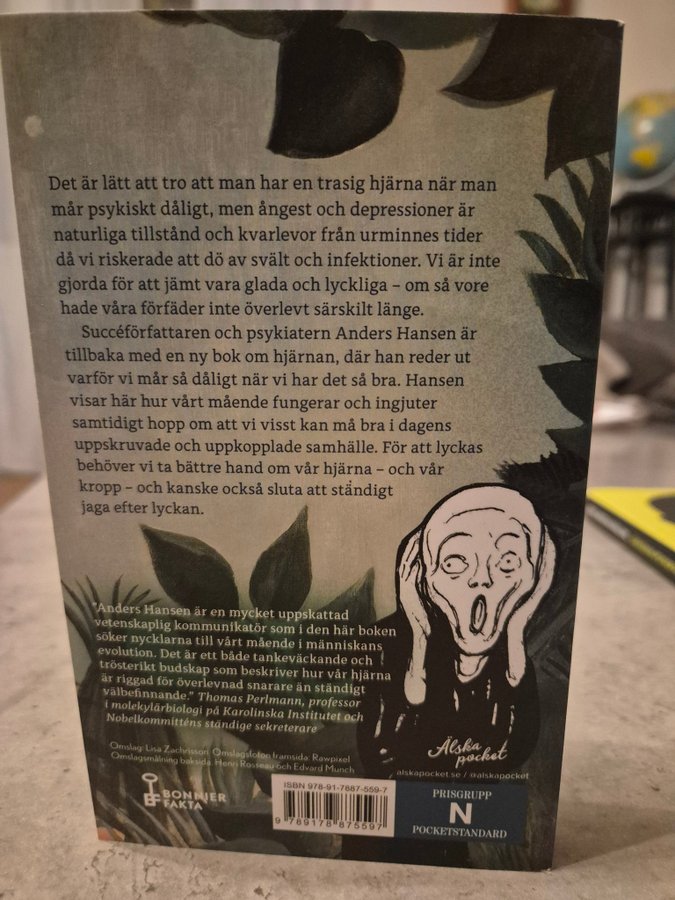 Det är lätt att tro att man har en trasig hjärna när man
mår psykiskt dåligt, men ångest och depressioner är
naturliga tillstånd och kvarlevor från urminnes tider
då vi riskerade att dö av svält och infektioner. Vi är inte
gjorda för att jämt vara glada och lyckliga – om så vore
hade våra förfäder inte överlevt särskilt länge.
Succéförfattaren och psykiatern Anders Hansen är
tillbaka med en ny bok om hjärnan, där han reder ut
varför vi mår så dåligt när vi har det så bra. Hansen
visar här hur vårt mående fungerar och ingjuter
samtidigt hopp om att vi visst kan må bra i dagens
uppskruvade och uppkopplade samhälle. För att lyckas
behöver vi ta bättre hand om vår hjärna – och vår
kropp – och kanske också sluta att ständigt
jaga efter lyckan.
"Anders Hansen är en mycket uppskattad
vetenskaplig kommunikatör som i den här boken
söker nycklarna till vårt mående i människans
evolution. Det är ett både tankeväckande och
trösterikt budskap som beskriver hur vår hjärna
är riggad för överlevnad snarare än ständigt
välbefinnande." Thomas Perlmann, professor
i molekylärbiologi på Karolinska Institutet och
Nobelkommitténs ständige sekreterare
Omslag: Lisa Zachrisson Omslagsfoton framsida: Rawpixel
Omslagsmålning baksida: Henri Rosseau och Edvard Munch
BF BONNIER
FAKTA
Älska
pocket
alskapocket.se / @alskapocket
ISBN 978-91-7887-559-7
9 789178 875597
PRISGRUPP
N
POCKETSTANDARD